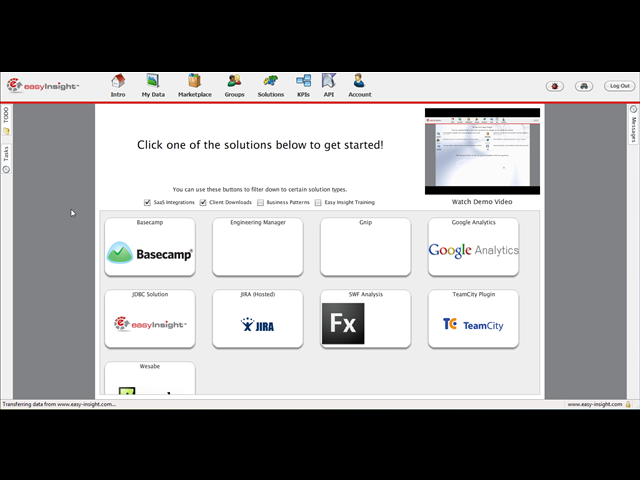 easyInsight™
Intro
My Data
Marketplace
Groups
Solutions
KPIs
API
Account
Log Out
TODO
Tasks
Messages
Click one of the solutions below to get started!
Watch Demo Video
You can use these buttons to filter down to certain solution types.
SaaS Integrations
Client Downloads
Business Patterns
Easy Insight Training
Basecamp
Engineering Manager
Gnip
Google Analytics
Basecamp®
Google Analytics
JDBC Solution
JIRA (Hosted)
SWF Analysis
TeamCity Plugin
easyInsight™
JIRA
Fx
TC TeamCity
Wesabe
Transferring data from www.easy-insight.com...
www.easy-insight.com